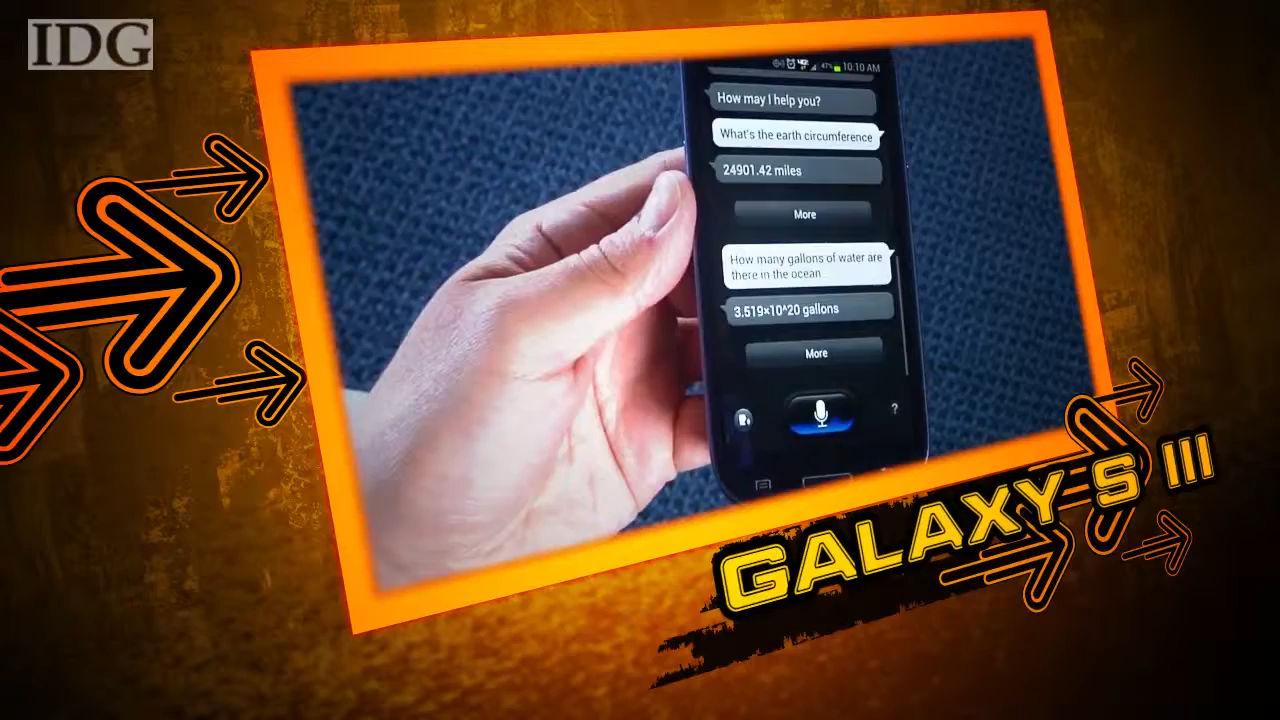 IDG
47% 10:10 AM
How may I help you?
What's the earth circumference
24901.42 miles
More
How many gallons of water are
there in the ocean
3.519×10^20 gallons
More
?
GALAXY S III